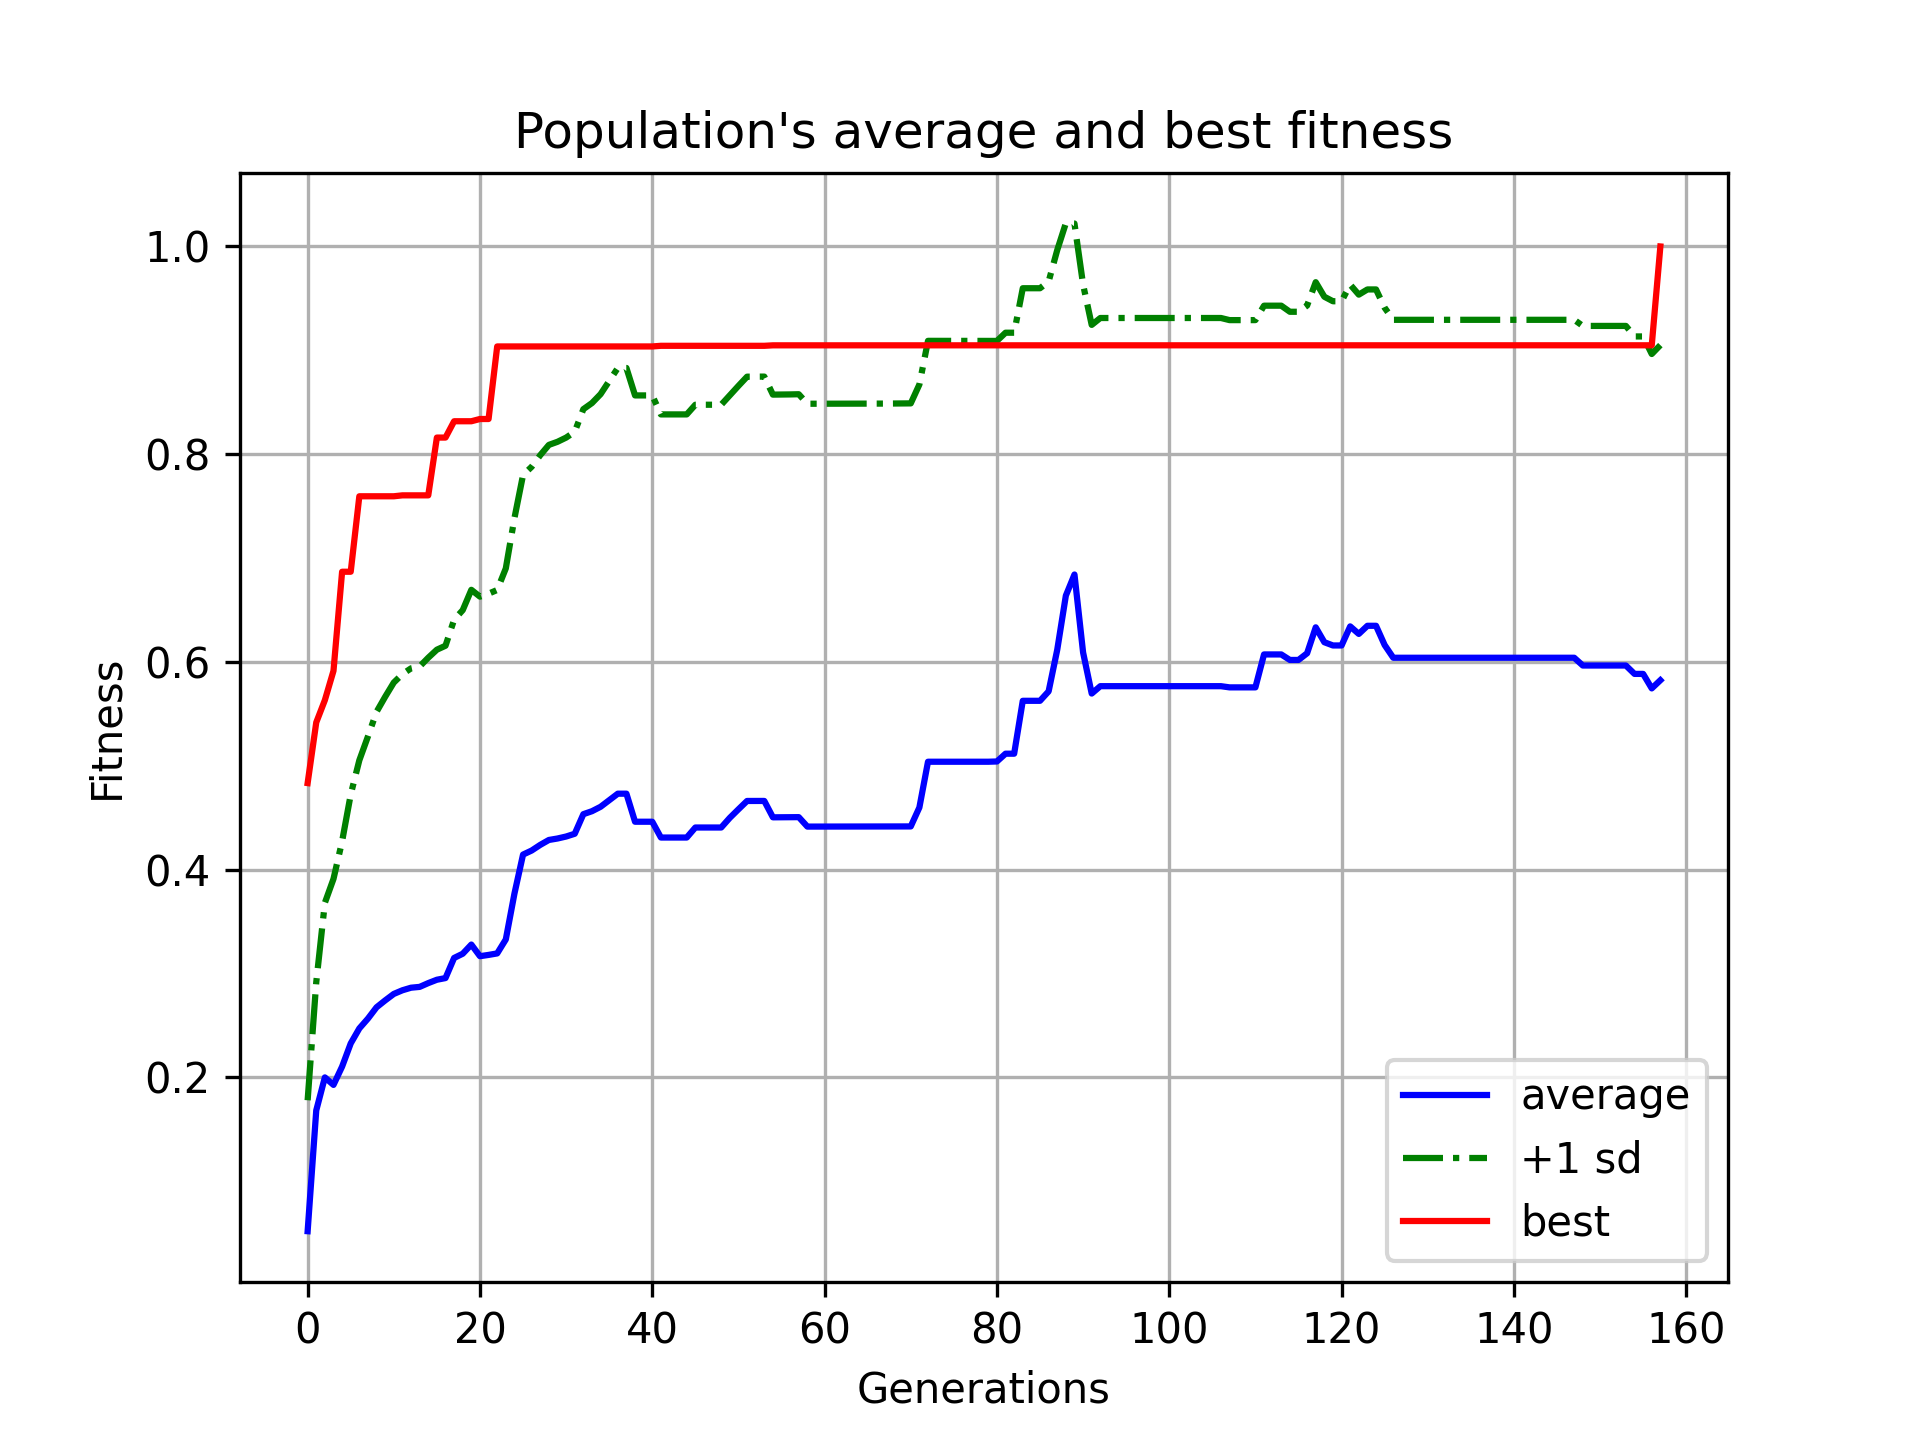 Population's average and best fitness
Fitness
1.0
0.8
0.6
0.4
0.2
0 20 40 60 80 100 120 140 160
Generations
average
+1 sd
best